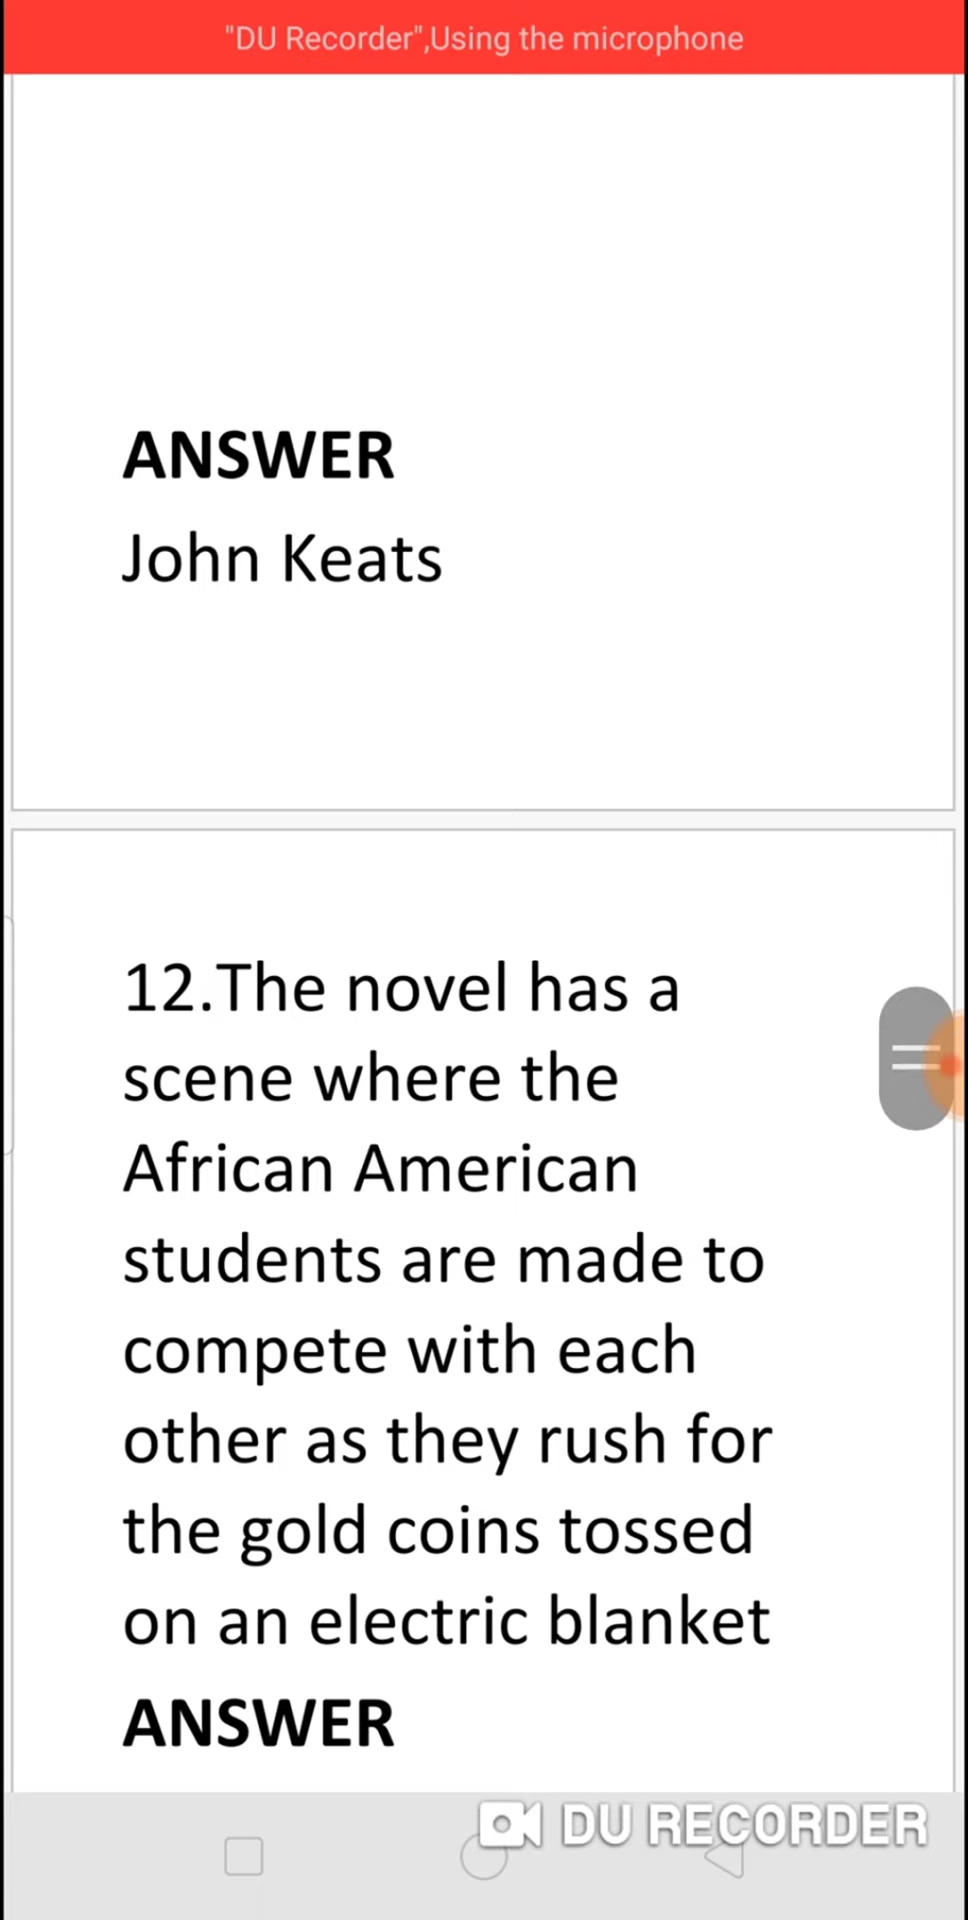 "DU Recorder",Using the microphone
ANSWER
John Keats
12.The novel has a
scene where the
African American
students are made to
compete with each
other as they rush for
the gold coins tossed
on an electric blanket
ANSWER
DU RECORDER